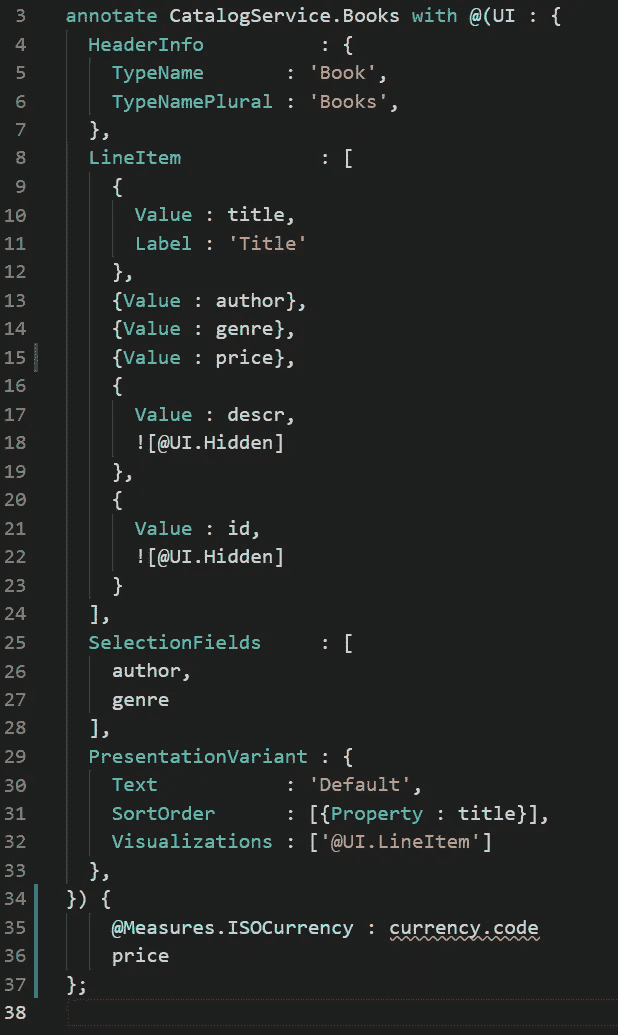 3 annotate CatalogService.Books with @(UI : {
4   HeaderInfo          : {
5     TypeName       : 'Book',
6     TypeNamePlural : 'Books',
7   },
8   LineItem            : [
9     {
10       Value : title,
11       Label : 'Title'
12     },
13     {Value : author},
14     {Value : genre},
15     {Value : price},
16     {
17       Value : descr,
18       ![@UI.Hidden]
19     },
20     {
21       Value : id,
22       ![@UI.Hidden]
23     }
24   ],
25   SelectionFields     : [
26     author,
27     genre
28   ],
29   PresentationVariant : {
30     Text           : 'Default',
31     SortOrder      : [{Property : title}],
32     Visualizations : ['@UI.LineItem']
33   },
34 }) {
35     @Measures.ISOCurrency : currency.code
36     price
37 };
38